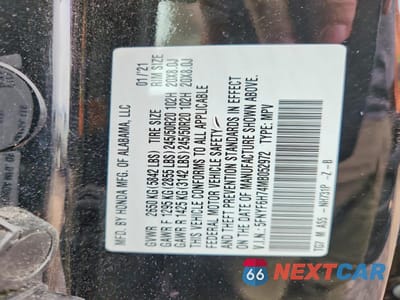 MFD. BY HONDA MFG. OF ALABAMA, LLC 01/21
GVWR 2650 KG ( 5842 LBS) TIRE SIZE RIM SIZE
GAWR F 1295 KG ( 2855 LBS) 245/50R20 102H 20X8.0J
GAWR R 1425 KG ( 3142 LBS) 245/50R20 102H 20X8.0J
THIS VEHICLE CONFORMS TO ALL APPLICABLE
FEDERAL MOTOR VEHICLE SAFETY
AND THEFT PREVENTION STANDARDS IN EFFECT
ON THE DATE OF MANUFACTURE SHOWN ABOVE.
V.I.N.: 5FNYF6H74MB052972 TYPE: MPV
NH731P -Z -B
66 NEXTCAR